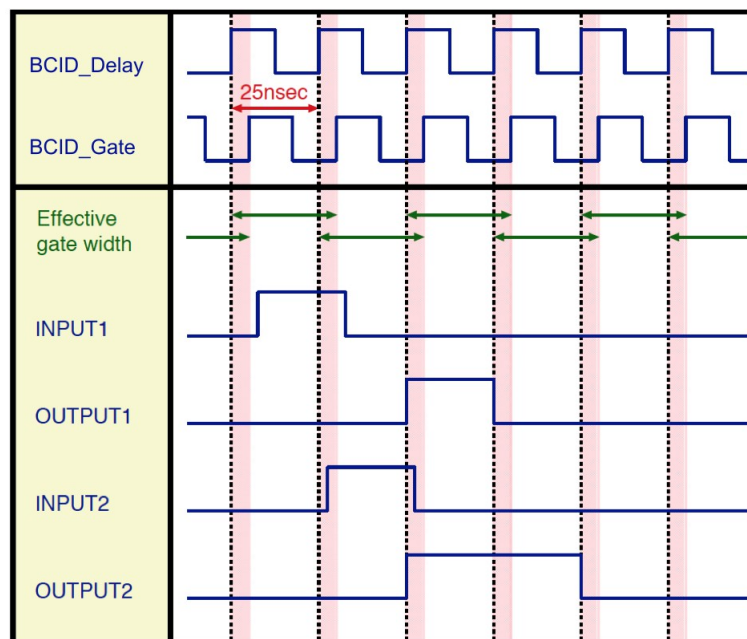 BCID_Delay
25nsec
BCID_Gate
Effective
gate width
INPUT1
OUTPUT1
INPUT2
OUTPUT2